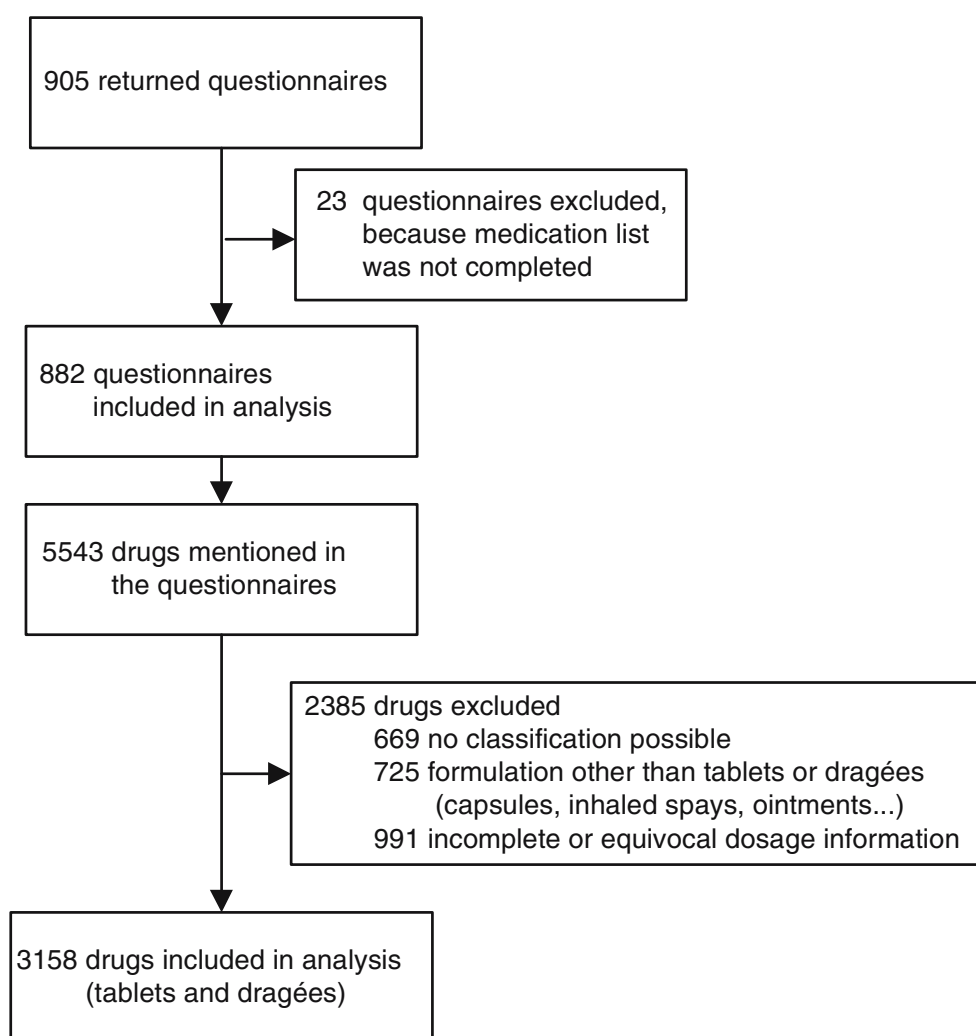 905 returned questionnaires
23 questionnaires excluded,
because medication list
was not completed
882 questionnaires
included in analysis
5543 drugs mentioned in
the questionnaires
2385 drugs excluded
669 no classification possible
725 formulation other than tablets or dragées
(capsules, inhaled spays, ointments...)
991 incomplete or equivocal dosage information
3158 drugs included in analysis
(tablets and dragées)